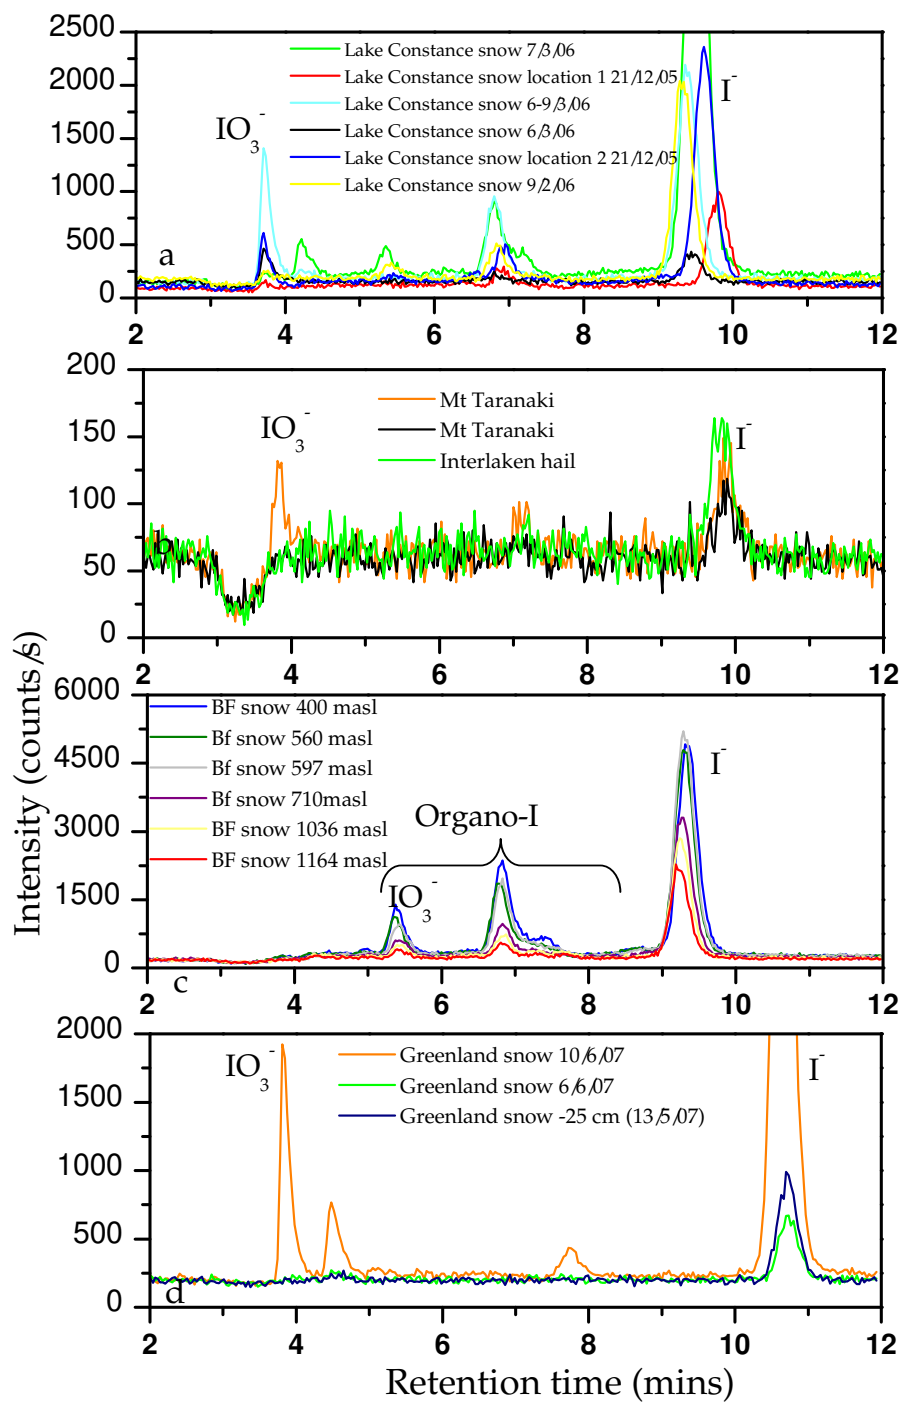 2500
2000
1500
1000
500
0
IO3-
Lake Constance snow 7/3/06
Lake Constance snow location 1 21/12/05
Lake Constance snow 6-9/3/06
Lake Constance snow 6/3/06
Lake Constance snow location 2 21/12/05
Lake Constance snow 9/2/06
I-
a
2 4 6 8 10 12
200
150
100
50
0
IO3-
Mt Taranaki
Mt Taranaki
Interlaken hail
I-
b
2 4 6 8 10 12
Intensity (counts/s)
6000
4500
3000
1500
0
BF snow 400 masl
Bf snow 560 masl
Bf snow 597 masl
Bf snow 710masl
BF snow 1036 masl
BF snow 1164 masl
Organo-I
IO3-
I-
c
2 4 6 8 10 12
2000
1500
1000
500
0
IO3-
Greenland snow 10/6/07
Greenland snow 6/6/07
Greenland snow -25 cm (13/5/07)
I-
d
2 4 6 8 10 12
Retention time (mins)